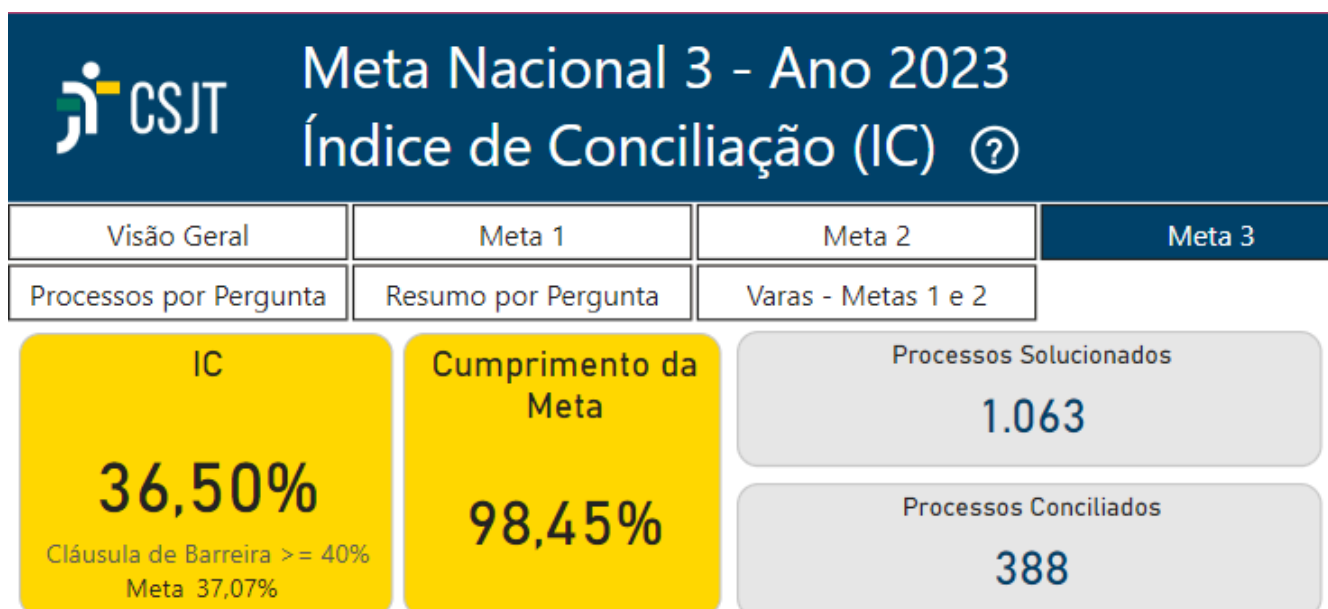 CSJT
Meta Nacional 3 - Ano 2023
Índice de Conciliação (IC) ?
Visão Geral
Meta 1
Meta 2
Meta 3
Processos por Pergunta
Resumo por Pergunta
Varas - Metas 1 e 2
IC
36,50%
Cláusula de Barreira >= 40%
Meta 37,07%
Cumprimento da
Meta
98,45%
Processos Solucionados
1.063
Processos Conciliados
388